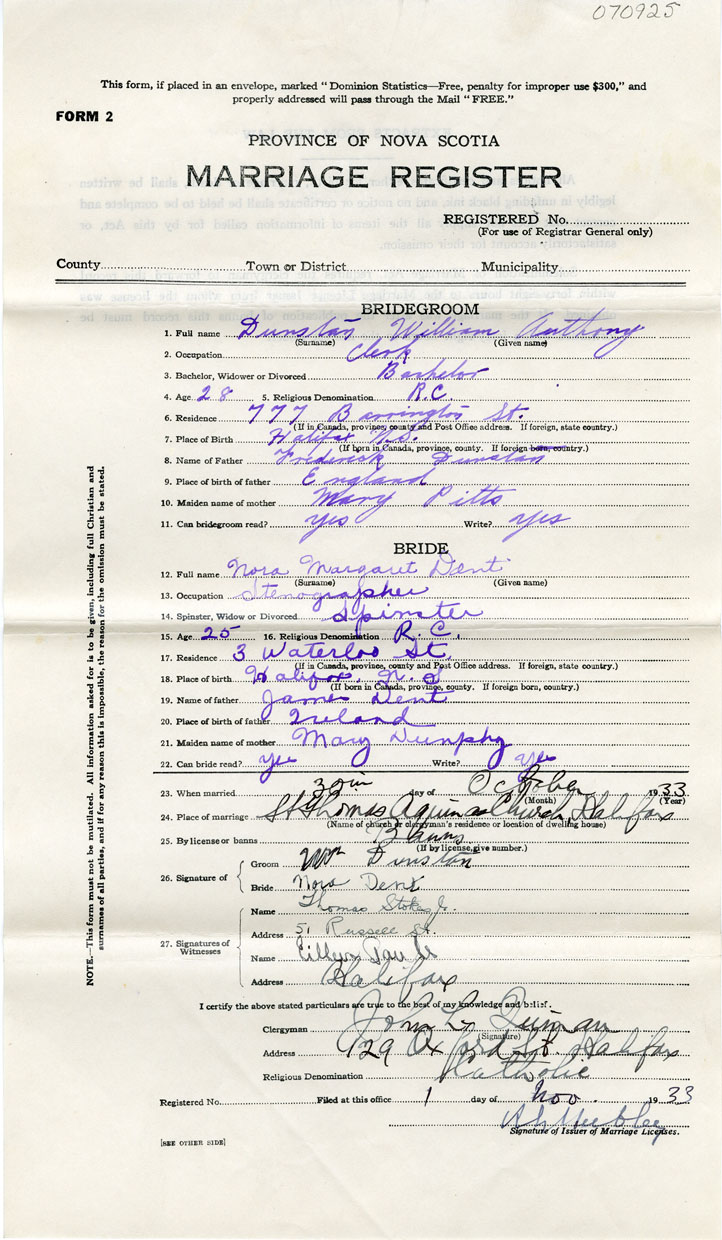 070925
This form, if placed in an envelope, marked "Dominion Statistics—Free, penalty for improper use $300," and
properly addressed will pass through the Mail "FREE."
FORM 2
PROVINCE OF NOVA SCOTIA
MARRIAGE REGISTER
REGISTERED No.
(For use of Registrar General only)
County Town or District Municipality
BRIDEGROOM
1. Full name Dunstan William Anthony
(Surname) (Given name)
2. Occupation Clerk
3. Bachelor, Widower or Divorced Bachelor
4. Age 28 5. Religious Denomination R.C.
6. Residence 777 Barrington St.
(If in Canada, province, county and Post Office address. If foreign, state country.)
7. Place of Birth Halifax N.S.
(If born in Canada, province, county. If foreign born, country.)
8. Name of Father Frederick Dunstan
9. Place of birth of father England
10. Maiden name of mother Mary Pitts
11. Can bridegroom read? yes Write? yes
BRIDE
12. Full name Nora Margaret Dent
(Surname) (Given name)
13. Occupation Stenographer
14. Spinster, Widow or Divorced Spinster
15. Age 25 16. Religious Denomination R.C.
17. Residence 3 Waterloo St.
(If in Canada, province, county and Post Office address. If foreign, state country.)
18. Place of birth Halifax, N.S
(If born in Canada, province, county. If foreign born, country.)
19. Name of father James Dent
20. Place of birth of father Ireland
21. Maiden name of mother Mary Dunphy
22. Can bride read? yes Write? yes
23. When married day of October 1933
(Month) (Year)
24. Place of marriage St Thomas Aquinas Church, Halifax
(Name of church or clergyman's residence or location of dwelling house)
25. By license or banns Banns
(If by license, give number.)
26. Signature of
Groom Wm Dunstan
Bride Nora Dent
27. Signatures of Witnesses
Name Thomas Stokes Jr.
Address 51 Russell St.
Name
Address Halifax
I certify the above stated particulars are true to the best of my knowledge and belief.
Clergyman John L. Quinan
(Signature)
Address 129 Oxford St. Halifax
Religious Denomination Catholic
Registered No. Filed at this office 1 day of Nov. 1933
Signature of Issuer of Marriage Licenses.
[SEE OTHER SIDE]
NOTE.—This form must not be mutilated. All information asked for is to be given, including full Christian and
surnames of all parties, and if for any reason this is impossible, the reason for the omission must be stated.